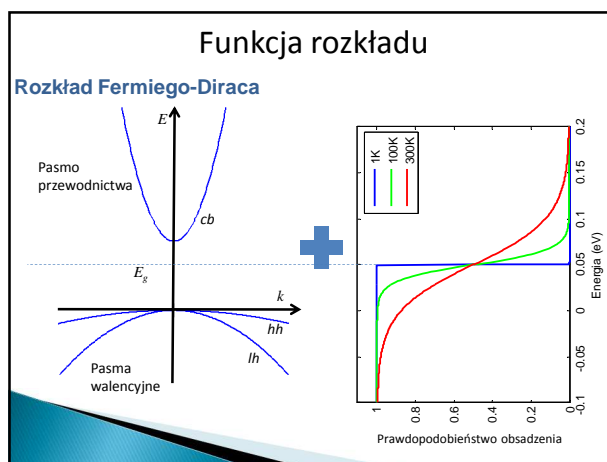 Funkcja rozkładu
Rozkład Fermiego-Diraca
E
Pasmo
przewodnictwa
cb
E_g
k
hh
lh
Pasma
walencyjne
1K
100K
300K
0.2
0.15
0.1
0.05
0
-0.05
-0.1
Energia (eV)
1
0.8
0.6
0.4
0.2
0
Prawdopodobieństwo obsadzenia